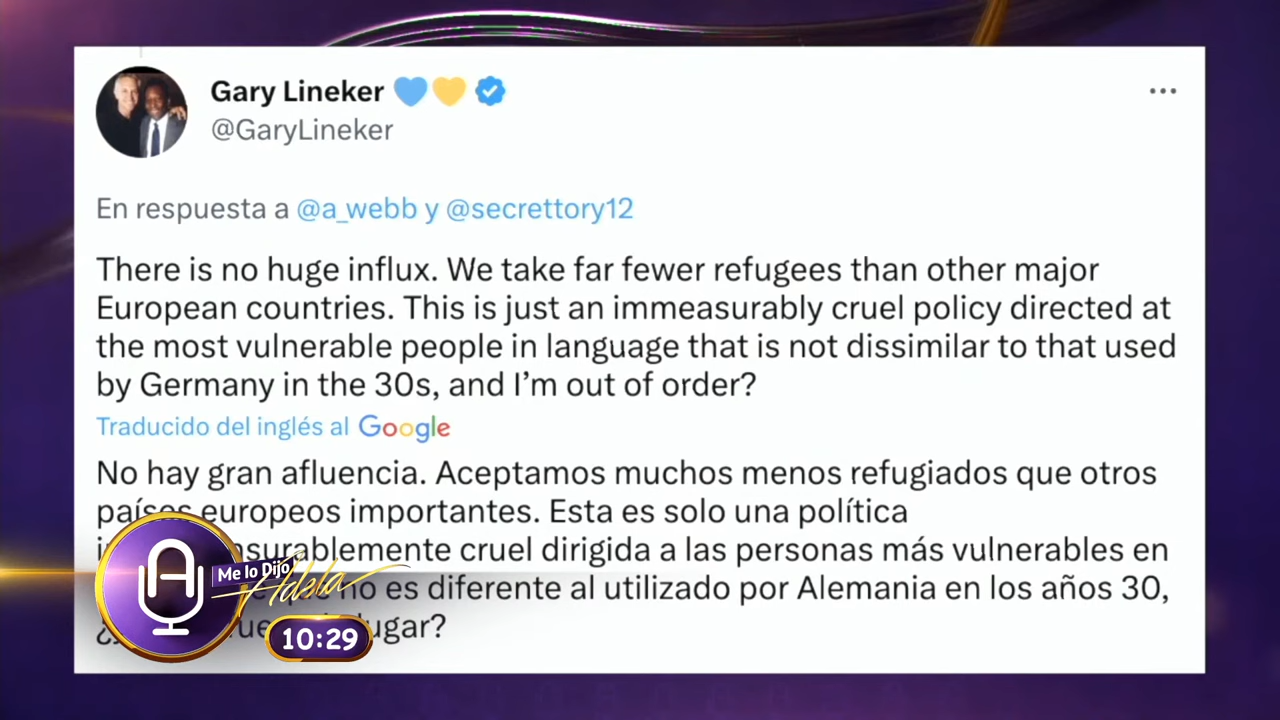 Gary Lineker
@GaryLineker
En respuesta a @a_webb y @secrettory12
There is no huge influx. We take far fewer refugees than other major
European countries. This is just an immeasurably cruel policy directed at
the most vulnerable people in language that is not dissimilar to that used
by Germany in the 30s, and I'm out of order?
Traducido del inglés al Google
No hay gran afluencia. Aceptamos muchos menos refugiados que otros
países europeos importantes. Esta es solo una política
cruel dirigida a las personas más vulnerables en
no es diferente al utilizado por Alemania en los años 30,
Me lo Dijo Adela
10:29